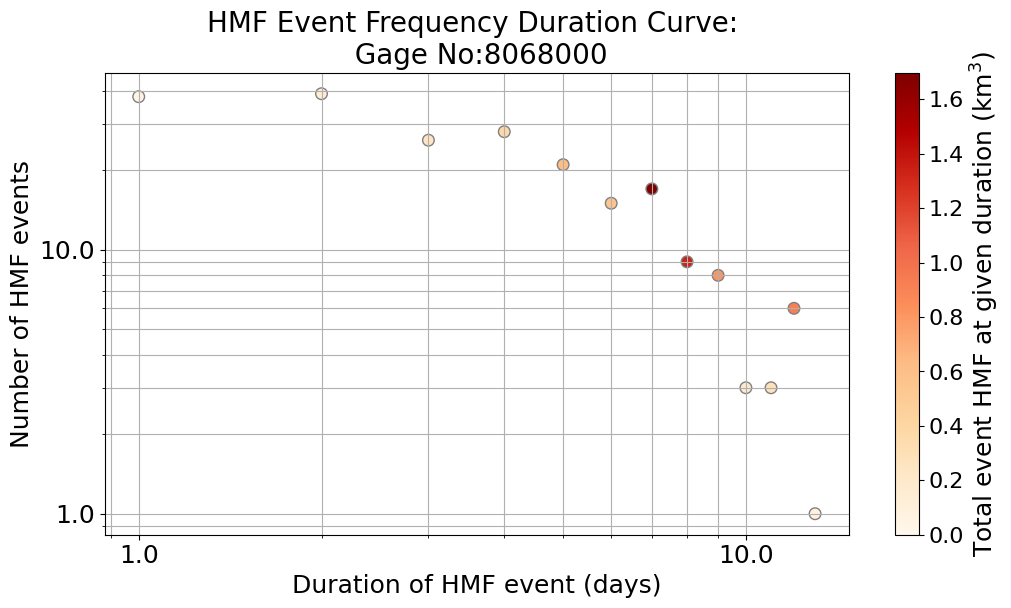 HMF Event Frequency Duration Curve:
Gage No:8068000
Number of HMF events
10.0
1.0
1.0
10.0
Duration of HMF event (days)
1.6
1.4
1.2
1.0
0.8
0.6
0.4
0.2
0.0
Total event HMF at given duration (km³)